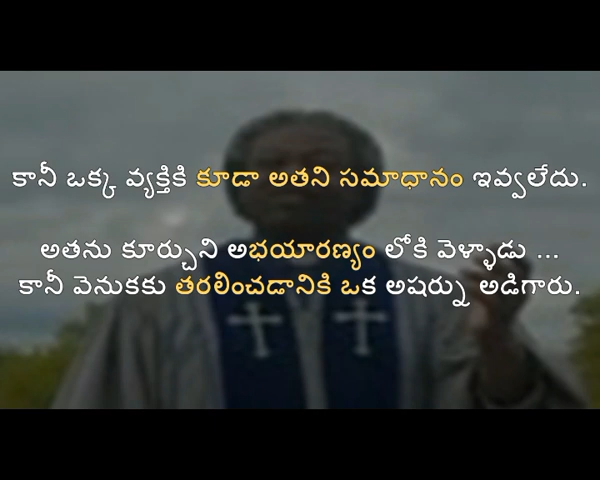 కానీ ఒక్క వ్యక్తికి కూడా అతని సమాధానం ఇవ్వలేదు.
అతను కూర్చుని అభయారణ్యం లోకి వెళ్ళాడు ...
కానీ వెనుకకు తరలించడానికి ఒక అషర్ను అడిగారు.